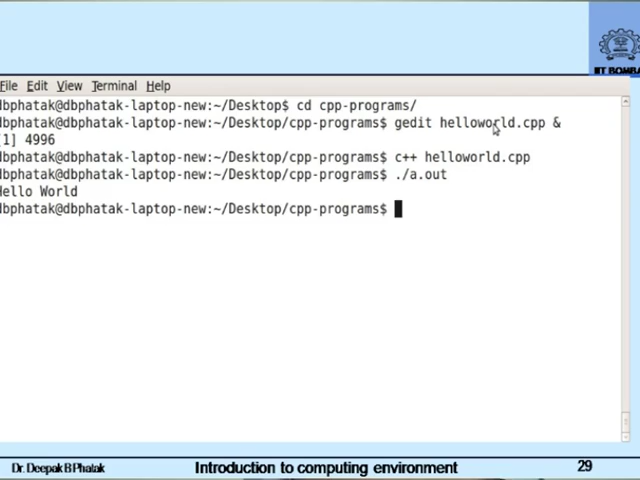 IIT BOMBA
File Edit View Terminal Help
dbphatak@dbphatak-laptop-new:~/Desktop$ cd cpp-programs/
dbphatak@dbphatak-laptop-new:~/Desktop/cpp-programs$ gedit helloworld.cpp &
[1] 4996
dbphatak@dbphatak-laptop-new:~/Desktop/cpp-programs$ c++ helloworld.cpp
dbphatak@dbphatak-laptop-new:~/Desktop/cpp-programs$ ./a.out
Hello World
dbphatak@dbphatak-laptop-new:~/Desktop/cpp-programs$
Dr. Deepak B Phatak Introduction to computing environment 29